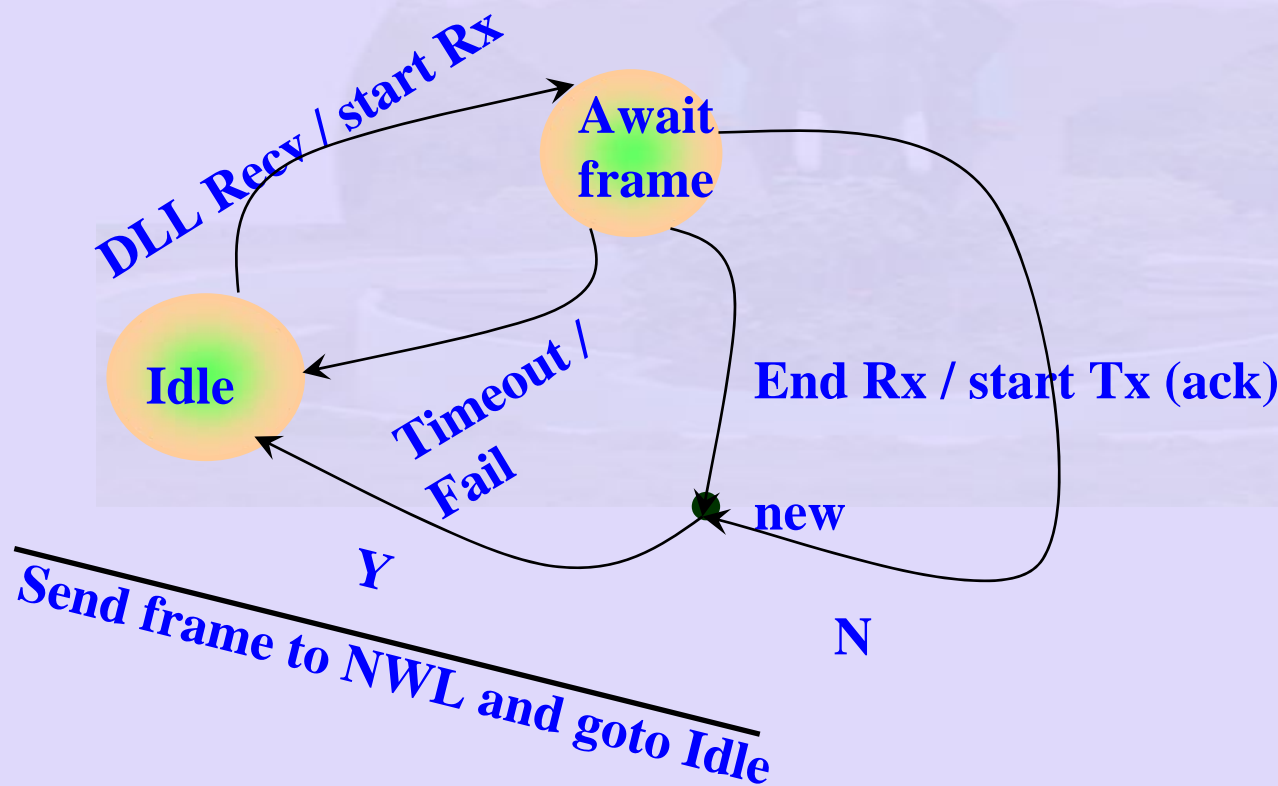 DLL Recv / start Rx
Await
frame
Idle
Timeout /
Fail
End Rx / start Tx (ack)
new
Y
N
Send frame to NWL and goto Idle